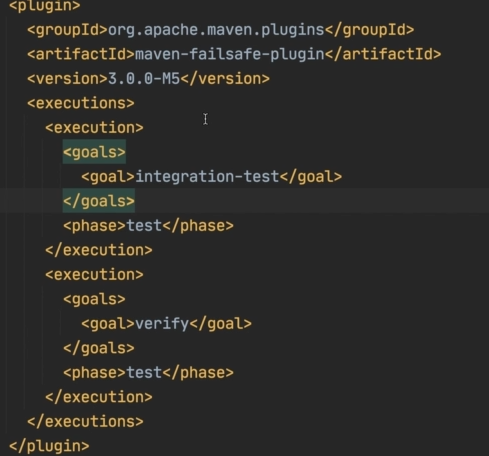 <plugin>
<groupId>org.apache.maven.plugins</groupId>
<artifactId>maven-failsafe-plugin</artifactId>
<version>3.0.0-M5</version>
<executions>
<execution>
<goals>
<goal>integration-test</goal>
</goals>
<phase>test</phase>
</execution>
<execution>
<goals>
<goal>verify</goal>
</goals>
<phase>test</phase>
</execution>
</executions>
</plugin>